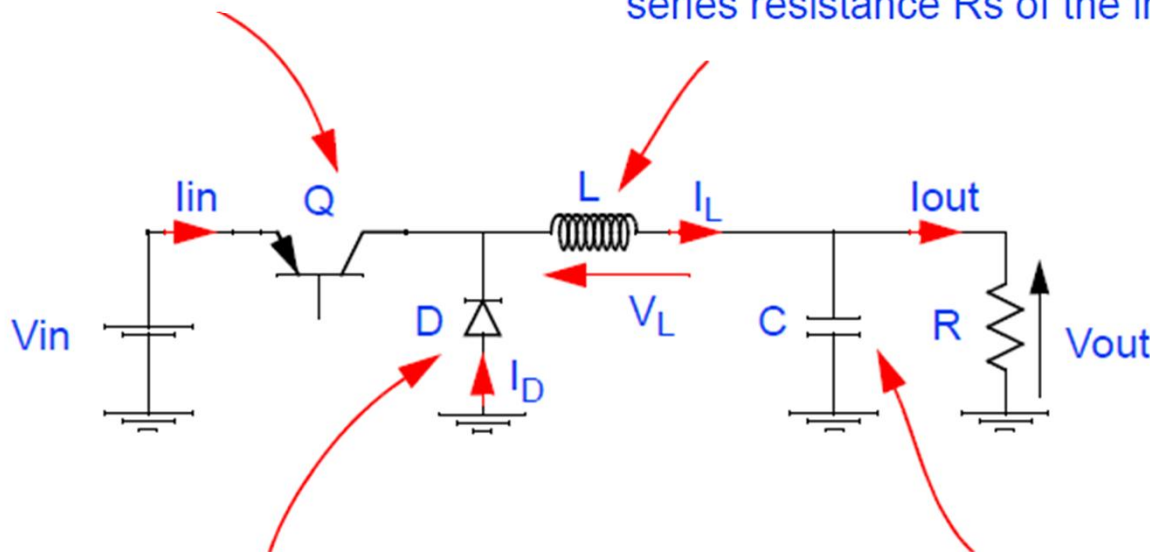 series resistance Rs of the
Iin
Q
L
IL
Iout
Vin
D
ID
VL
C
R
Vout